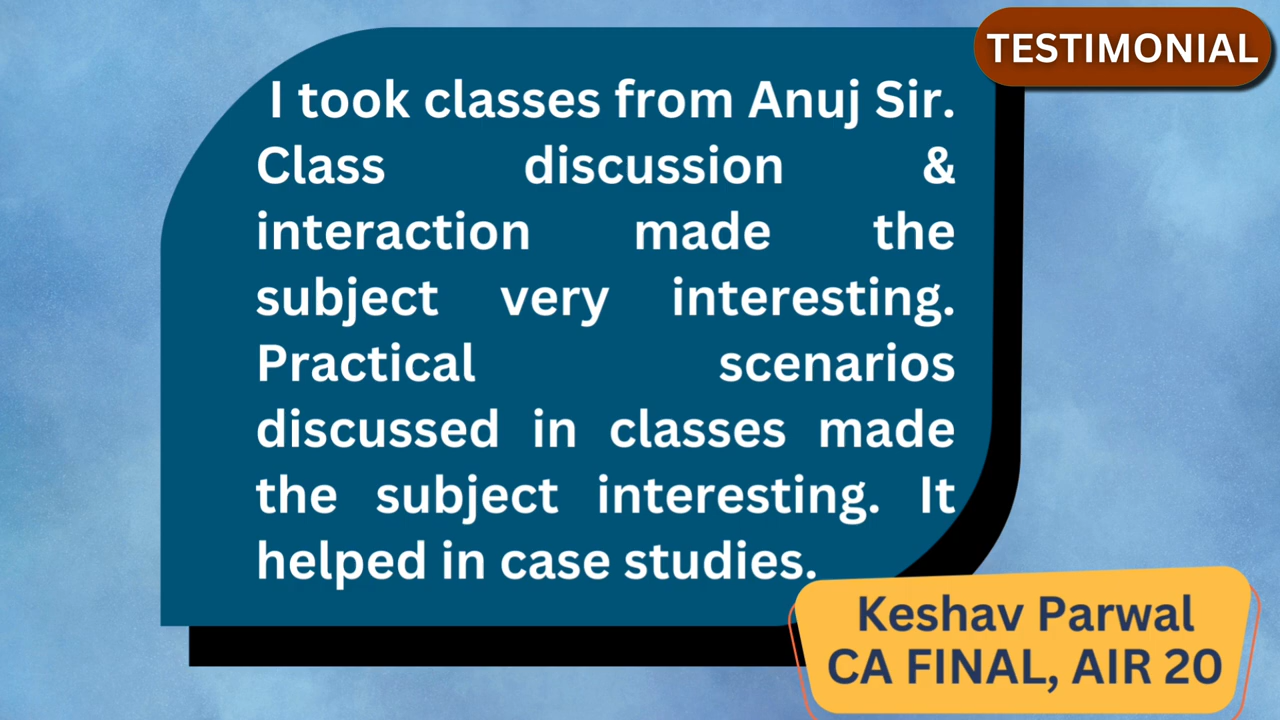 TESTIMONIAL
I took classes from Anuj Sir.
Class discussion &
interaction made the
subject very interesting.
Practical scenarios
discussed in classes made
the subject interesting. It
helped in case studies.
Keshav Parwal
CA FINAL, AIR 20